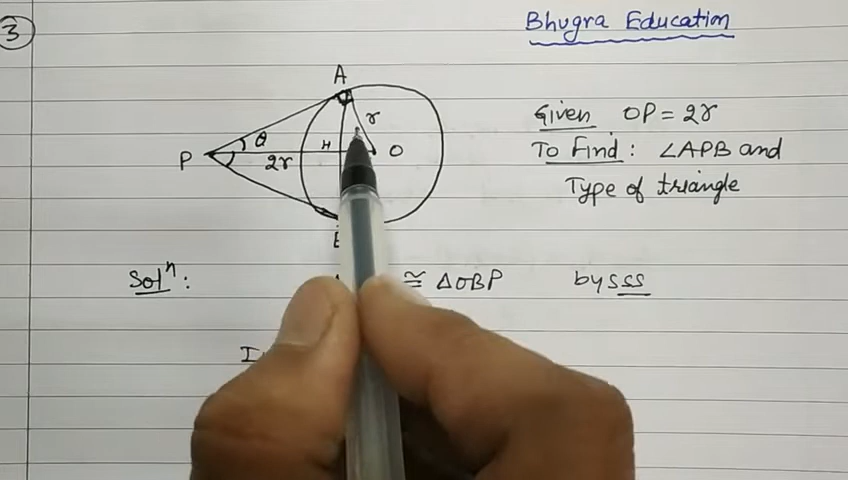 3
Bhugra Education
A
θ
r
P
2r
H
O
Given OP = 2r
To Find : ∠APB and
Type of triangle
Solⁿ :
≅ ΔOBP by SSS